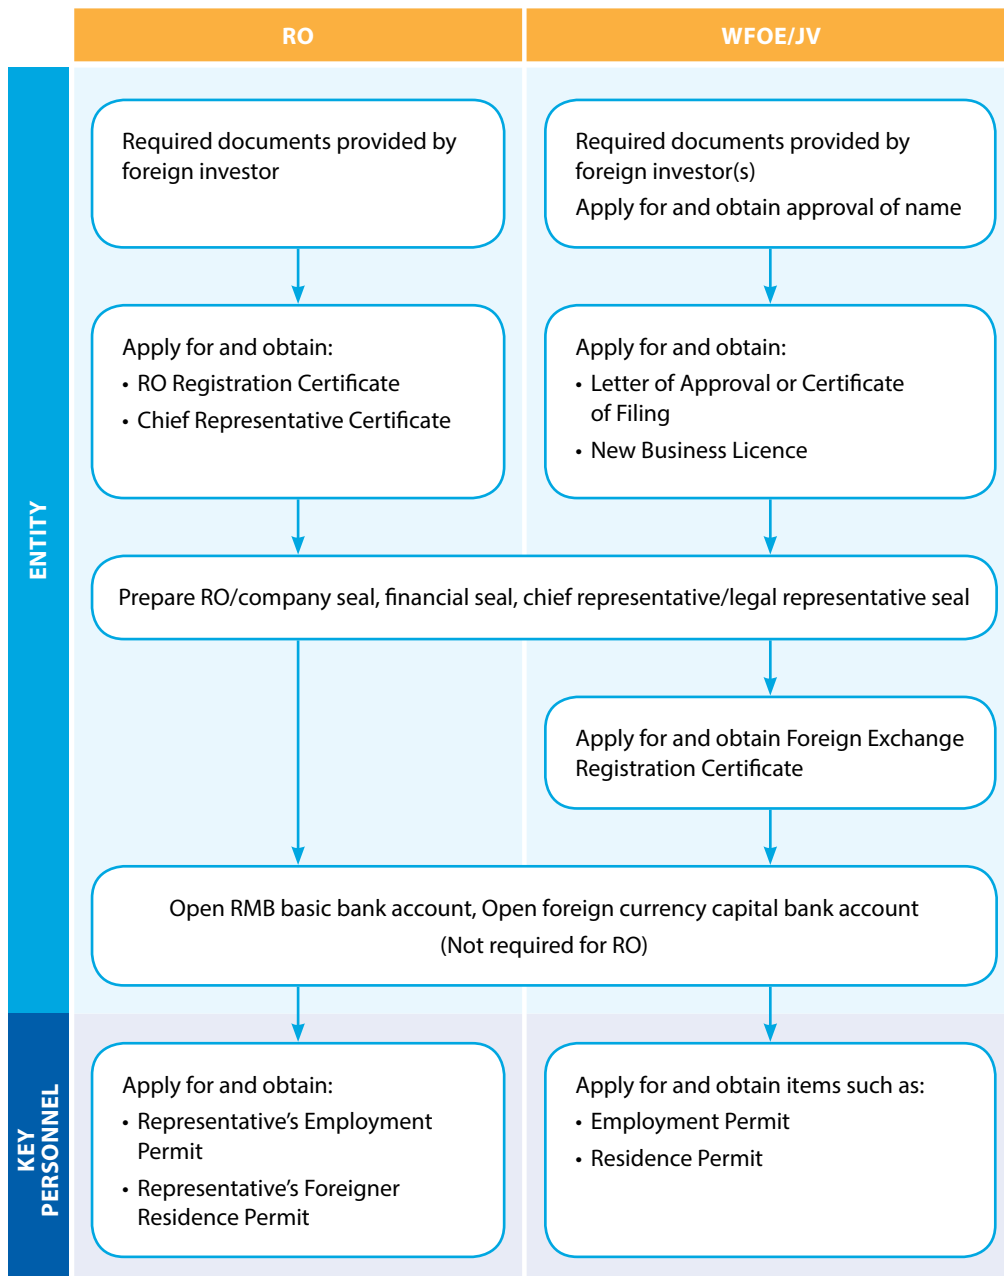 RO
WFOE/JV
ENTITY
Required documents provided by
foreign investor
Required documents provided by
foreign investor(s)
Apply for and obtain approval of name
Apply for and obtain:
• RO Registration Certificate
• Chief Representative Certificate
Apply for and obtain:
• Letter of Approval or Certificate
of Filing
• New Business Licence
Prepare RO/company seal, financial seal, chief representative/legal representative seal
Apply for and obtain Foreign Exchange
Registration Certificate
Open RMB basic bank account, Open foreign currency capital bank account
(Not required for RO)
KEY
PERSONNEL
Apply for and obtain:
• Representative’s Employment
Permit
• Representative’s Foreigner
Residence Permit
Apply for and obtain items such as:
• Employment Permit
• Residence Permit